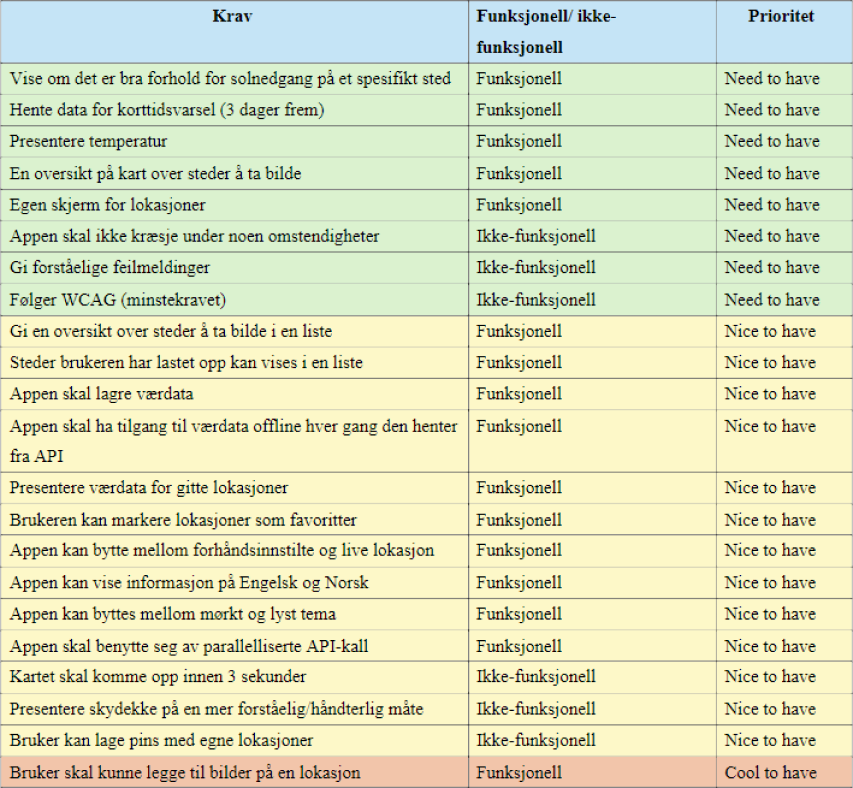 Krav Funksjonell/ ikke- Prioritet
funksjonell
Vise om det er bra forhold for solnedgang på et spesifikt sted Funksjonell Need to have
Hente data for korttidsvarsel (3 dager frem) Funksjonell Need to have
Presentere temperatur Funksjonell Need to have
En oversikt på kart over steder å ta bilde Funksjonell Need to have
Egen skjerm for lokasjoner Funksjonell Need to have
Appen skal ikke kræsje under noen omstendigheter Ikke-funksjonell Need to have
Gi forståelige feilmeldinger Ikke-funksjonell Need to have
Følger WCAG (minstekravet) Ikke-funksjonell Need to have
Gi en oversikt over steder å ta bilde i en liste Funksjonell Nice to have
Steder brukeren har lastet opp kan vises i en liste Funksjonell Nice to have
Appen skal lagre værdata Funksjonell Nice to have
Appen skal ha tilgang til værdata offline hver gang den henter Funksjonell Nice to have
fra API
Presentere værdata for gitte lokasjoner Funksjonell Nice to have
Brukeren kan markere lokasjoner som favoritter Funksjonell Nice to have
Appen kan bytte mellom forhåndsinnstilte og live lokasjon Funksjonell Nice to have
Appen kan vise informasjon på Engelsk og Norsk Funksjonell Nice to have
Appen kan byttes mellom mørkt og lyst tema Funksjonell Nice to have
Appen skal benytte seg av parallelliserte API-kall Funksjonell Nice to have
Kartet skal komme opp innen 3 sekunder Ikke-funksjonell Nice to have
Presentere skydekke på en mer forståelig/håndterlig måte Ikke-funksjonell Nice to have
Bruker kan lage pins med egne lokasjoner Ikke-funksjonell Nice to have
Bruker skal kunne legge til bilder på en lokasjon Funksjonell Cool to have